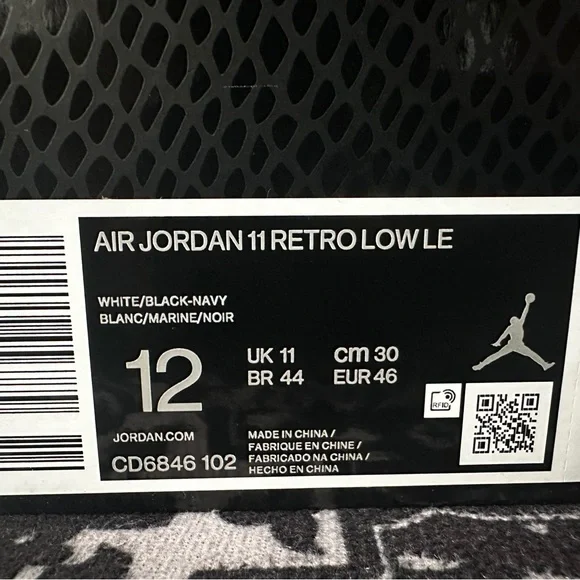 AIR JORDAN 11 RETRO LOW LE
WHITE/BLACK-NAVY
BLANC/MARINE/NOIR
12
UK 11 cm 30
BR 44 EUR 46
RFID
JORDAN.COM
CD6846 102
MADE IN CHINA /
FABRIQUE EN CHINE /
FABRICADO NA CHINA /
HECHO EN CHINA